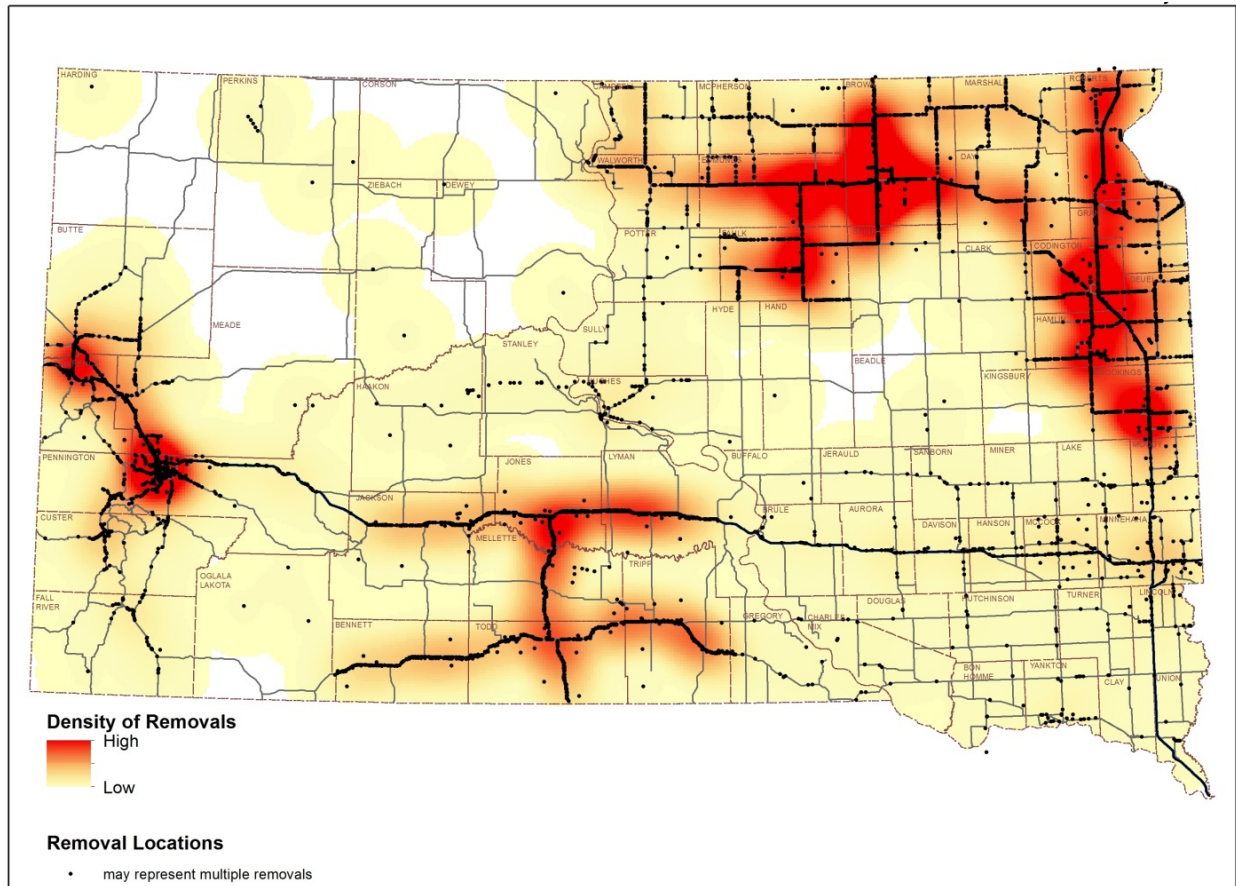 HARDING
PERKINS
CORSON
CAMPBELL
MCPHERSON
BROWN
MARSHALL
ROBERTS
WALWORTH
EDMUNDS
DAY
ZIEBACH
DEWEY
GRANT
BUTTE
POTTER
FAULK
CLARK
CODINGTON
DEUEL
MEADE
SULLY
HYDE
HAND
HAMLIN
STANLEY
BEADLE
KINGSBURY
BROOKINGS
HAAKON
HUGHES
PENNINGTON
JONES
LYMAN
BUFFALO
JERAULD
SANBORN
MINER
LAKE
JACKSON
CUSTER
MELLETTE
BRULE
AURORA
DAVISON
HANSON
MCCOOK
MINNEHAHA
TRIPP
OGLALA
LAKOTA
FALL
RIVER
BENNETT
TODD
GREGORY
CHARLES
MIX
DOUGLAS
HUTCHINSON
TURNER
LINCOLN
BON
HOMME
YANKTON
CLAY
UNION
Density of Removals
High
Low
Removal Locations
may represent multiple removals